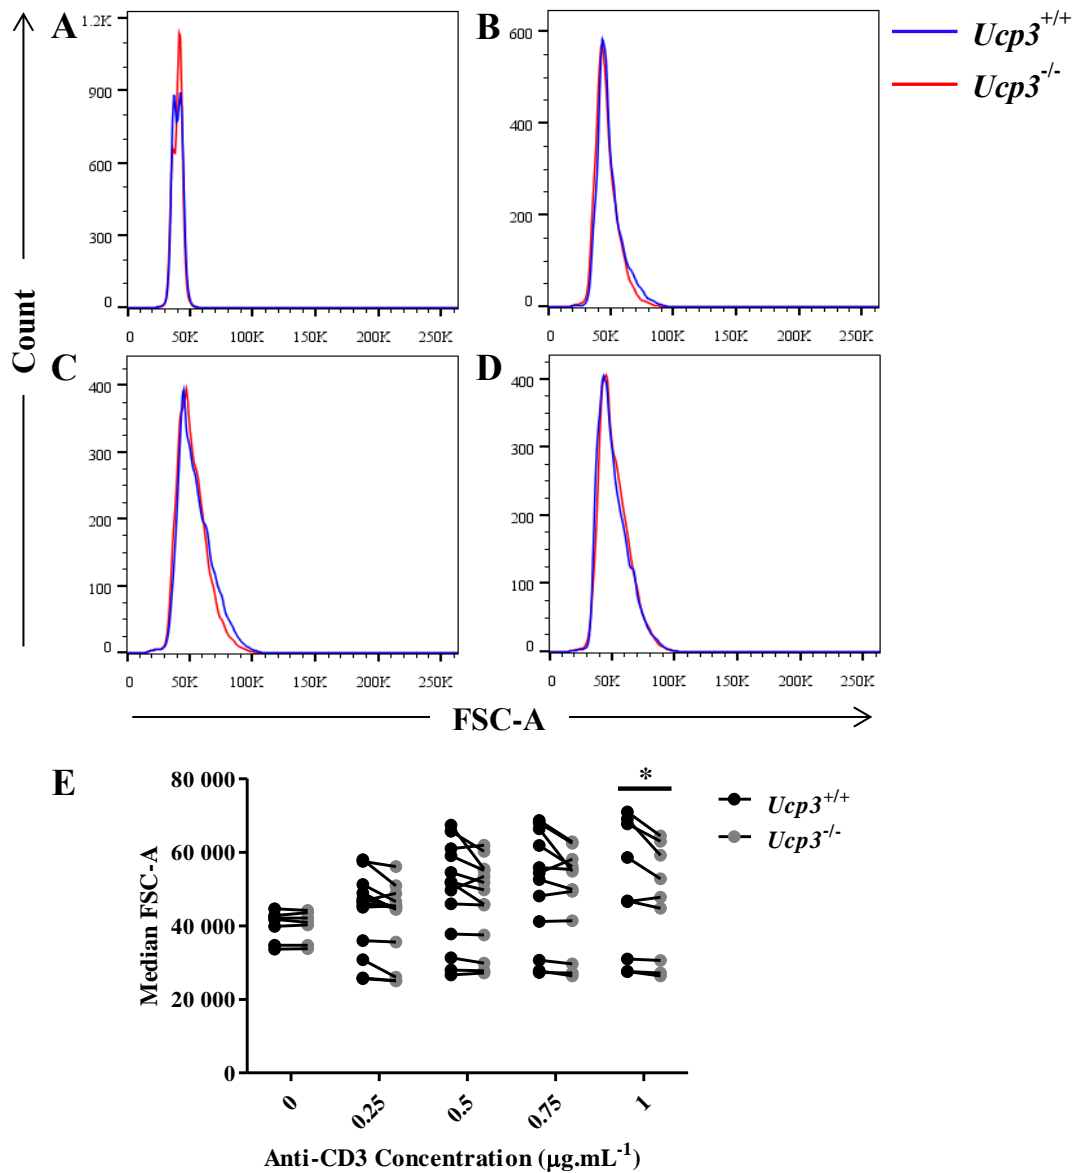 A
1.2K
900
600
300
0
0 50K 100K 150K 200K 250K
B
600
400
200
0
0 50K 100K 150K 200K 250K
Ucp3+/+
Ucp3-/-
Count
C
400
300
200
100
0
0 50K 100K 150K 200K 250K
D
400
300
200
100
0
0 50K 100K 150K 200K 250K
FSC-A
E
80 000
60 000
40 000
20 000
0
Median FSC-A
*
Ucp3+/+
Ucp3-/-
0 0.25 0.5 0.75 1
Anti-CD3 Concentration (μg.mL-1)